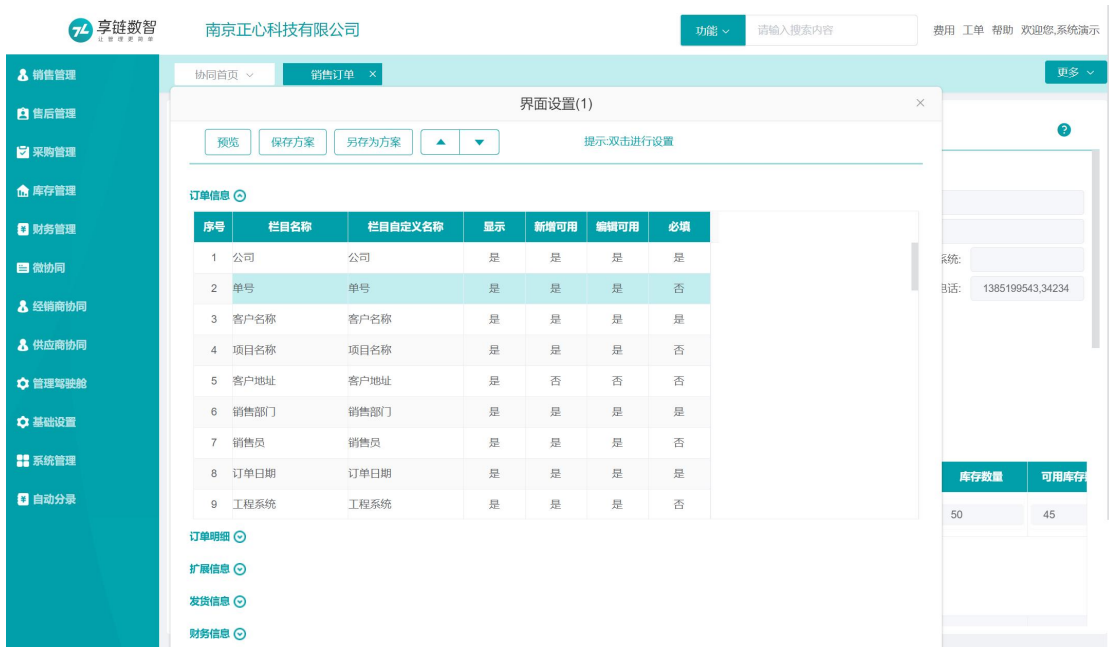 享链数智
让管理更简单
南京正心科技有限公司
功能
请输入搜索内容
费用 工单 帮助 欢迎您,系统演示
销售管理
售后管理
采购管理
库存管理
财务管理
微协同
经销商协同
供应商协同
管理驾驶舱
基础设置
系统管理
自动分录
协同首页
销售订单 ×
更多
界面设置(1)
预览 保存方案 另存为方案 提示:双击进行设置
订单信息
序号 栏目名称 栏目自定义名称 显示 新增可用 编辑可用 必填
1 公司 公司 是 是 是 是
2 单号 单号 是 是 是 否
3 客户名称 客户名称 是 是 是 是
4 项目名称 项目名称 是 是 是 否
5 客户地址 客户地址 是 否 否 否
6 销售部门 销售部门 是 是 是 是
7 销售员 销售员 是 是 是 否
8 订单日期 订单日期 是 是 是 是
9 工程系统 工程系统 是 是 是 否
订单明细
扩展信息
发货信息
财务信息
系统:
电话: 1385199543,34234
库存数量 可用库存
50 45